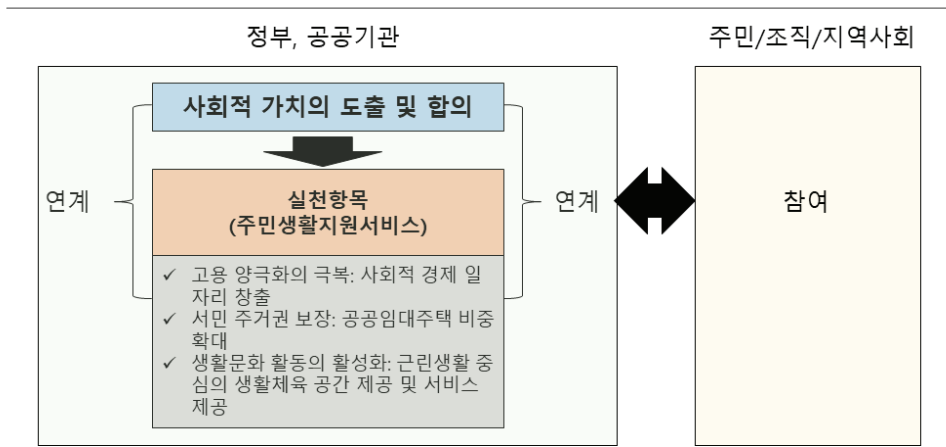 정부, 공공기관
주민/조직/지역사회
사회적 가치의 도출 및 합의
연계
실천항목
(주민생활지원서비스)
연계
참여
✓ 고용 양극화의 극복: 사회적 경제 일
자리 창출
✓ 서민 주거권 보장: 공공임대주택 비중
확대
✓ 생활문화 활동의 활성화: 근린생활 중
심의 생활체육 공간 제공 및 서비스
제공